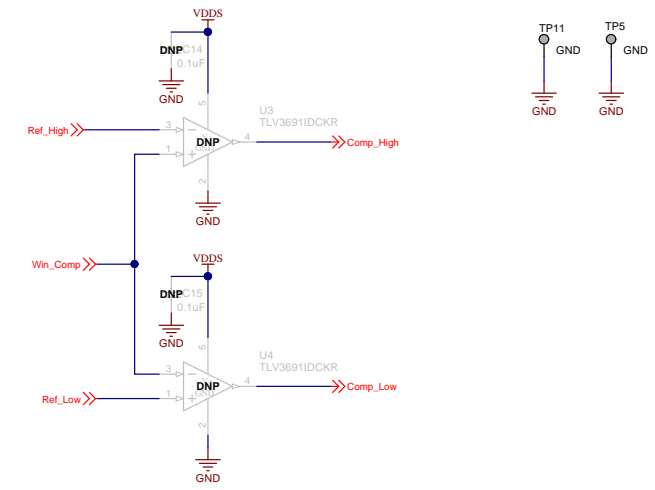 VDDS
DNP C14
0.1uF
GND
5
U3
TLV3691IDCKR
Ref_High
3
DNP
4
Comp_High
1
2
GND
TP11
GND
GND
TP5
GND
GND
Win_Comp
VDDS
DNP C15
0.1uF
GND
5
U4
TLV3691IDCKR
3
DNP
4
Comp_Low
Ref_Low
1
2
GND